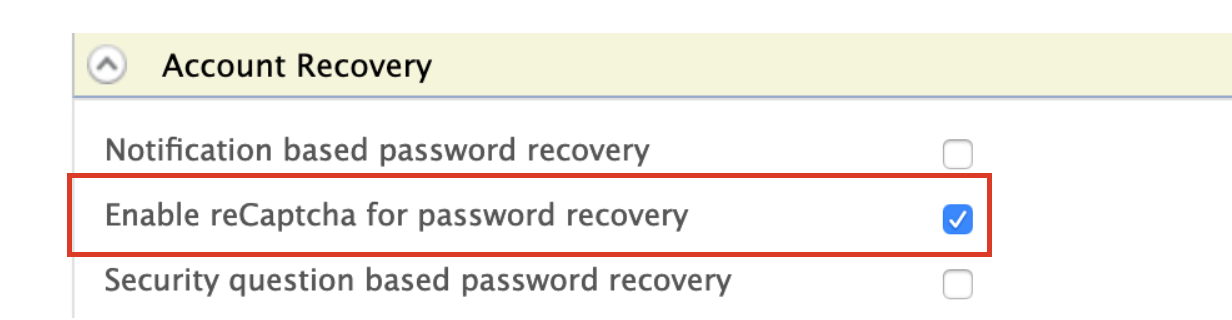 Account Recovery
Notification based password recovery
Enable reCaptcha for password recovery
Security question based password recovery